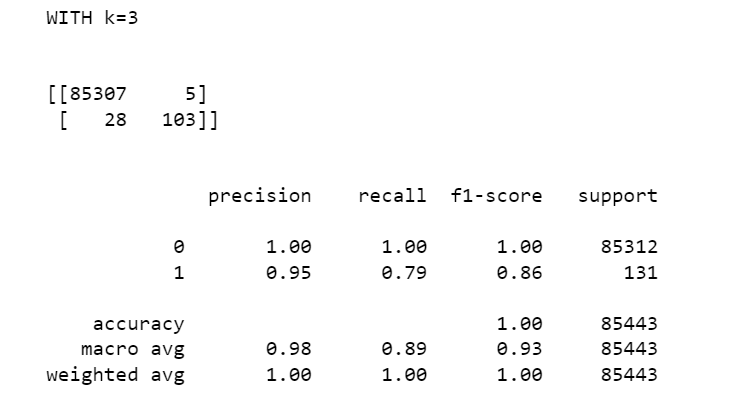 WITH k=3
[[85307     5]
 [   28   103]]
precision    recall  f1-score   support
0       1.00      1.00      1.00     85312
1       0.95      0.79      0.86       131
accuracy                           1.00     85443
macro avg       0.98      0.89      0.93     85443
weighted avg       1.00      1.00      1.00     85443